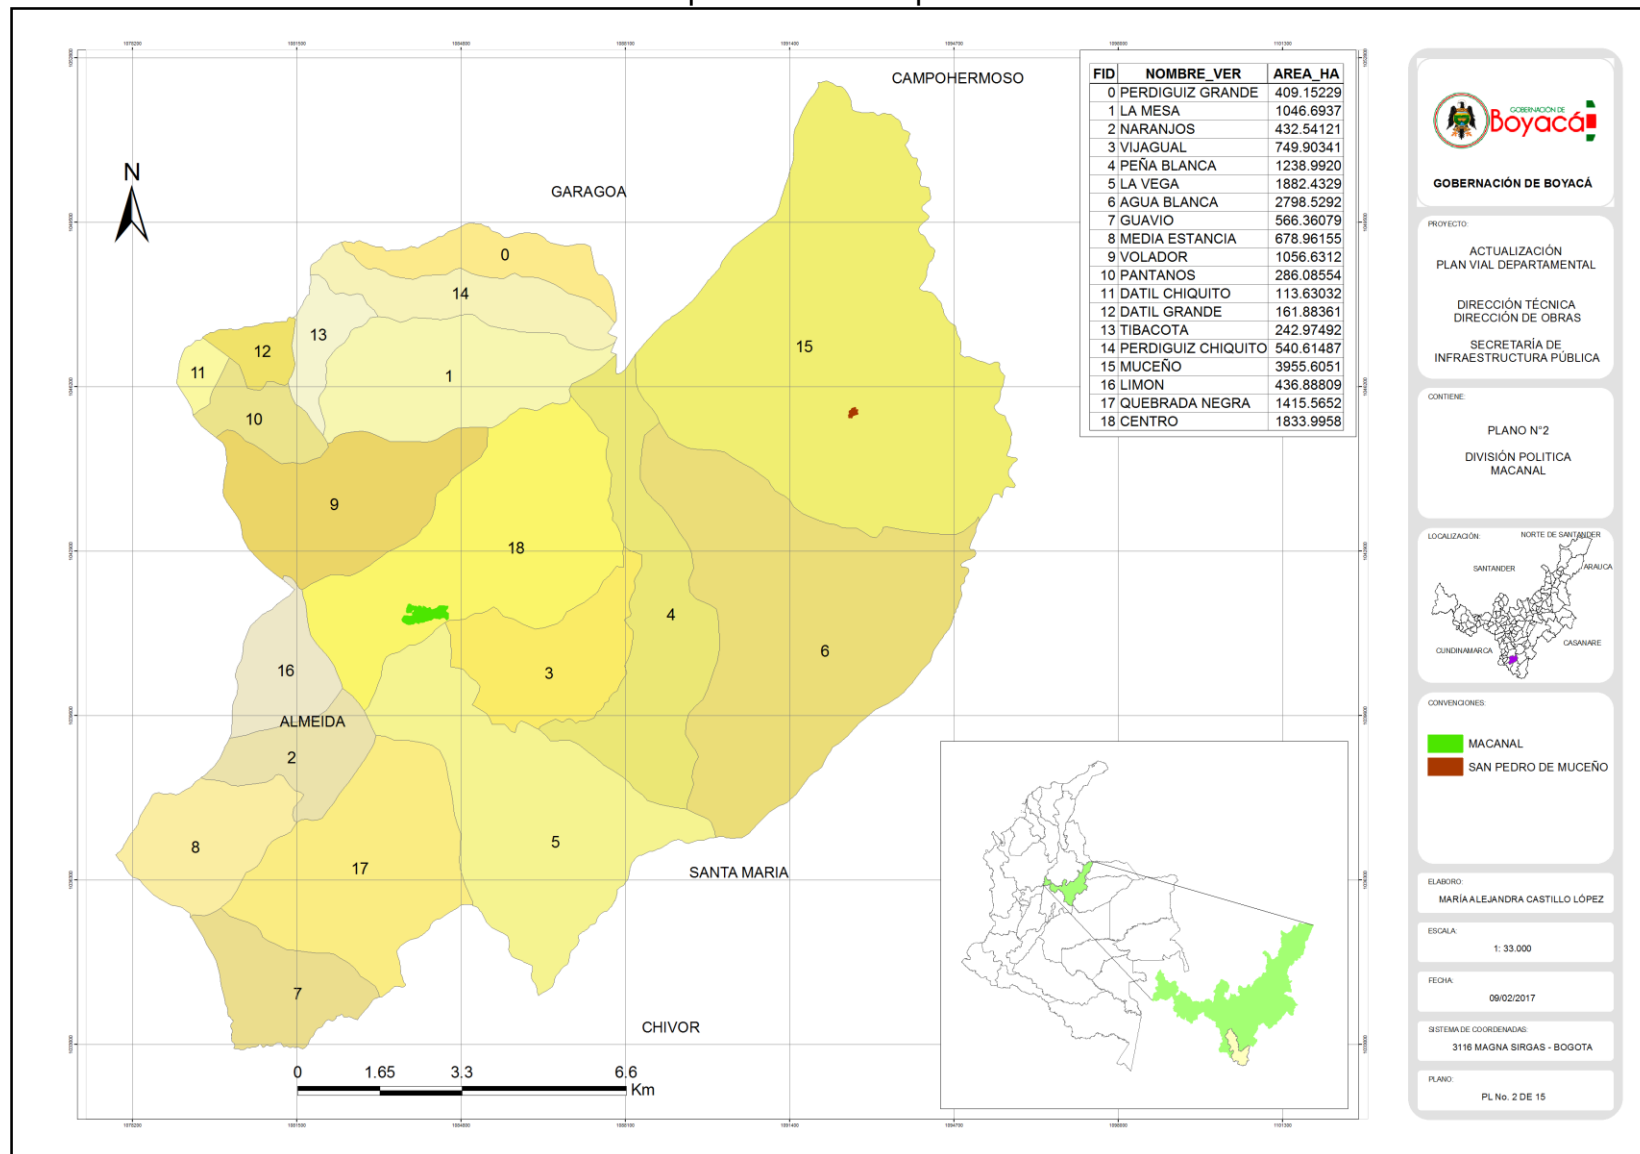 CAMPOHERMOSO
GARAGOA
N
0
14
13
12
11
10
1
15
9
18
16
ALMEIDA
2
3
4
6
8
17
5
7
SANTA MARIA
CHIVOR
0 1.65 3.3 6.6
Km
FID NOMBRE_VER AREA_HA
0 PERDIGUIZ GRANDE 409.15229
1 LA MESA 1046.6937
2 NARANJOS 432.54121
3 VIJAGUAL 749.90341
4 PEÑA BLANCA 1238.9920
5 LA VEGA 1882.4329
6 AGUA BLANCA 2798.5292
7 GUAVIO 566.36079
8 MEDIA ESTANCIA 678.96155
9 VOLADOR 1056.6312
10 PANTANOS 286.08554
11 DATIL CHIQUITO 113.63032
12 DATIL GRANDE 161.88361
13 TIBACOTA 242.97492
14 PERDIGUIZ CHIQUITO 540.61487
15 MUCEÑO 3955.6051
16 LIMON 436.88809
17 QUEBRADA NEGRA 1415.5652
18 CENTRO 1833.9958
GOBERNACIÓN DE
Boyacá
GOBERNACIÓN DE BOYACÁ
PROYECTO:
ACTUALIZACIÓN
PLAN VIAL DEPARTAMENTAL
DIRECCIÓN TÉCNICA
DIRECCIÓN DE OBRAS
SECRETARÍA DE
INFRAESTRUCTURA PÚBLICA
CONTIENE:
PLANO N°2
DIVISIÓN POLITICA
MACANAL
LOCALIZACIÓN:
NORTE DE SANTANDER
SANTANDER
ARAUCA
CASANARE
CUNDINAMARCA
CONVENCIONES:
MACANAL
SAN PEDRO DE MUCEÑO
ELABORO:
MARÍA ALEJANDRA CASTILLO LÓPEZ
ESCALA:
1: 33.000
FECHA:
09/02/2017
SISTEMA DE COORDENADAS:
3116 MAGNA SIRGAS - BOGOTA
PLANO:
PL No. 2 DE 15